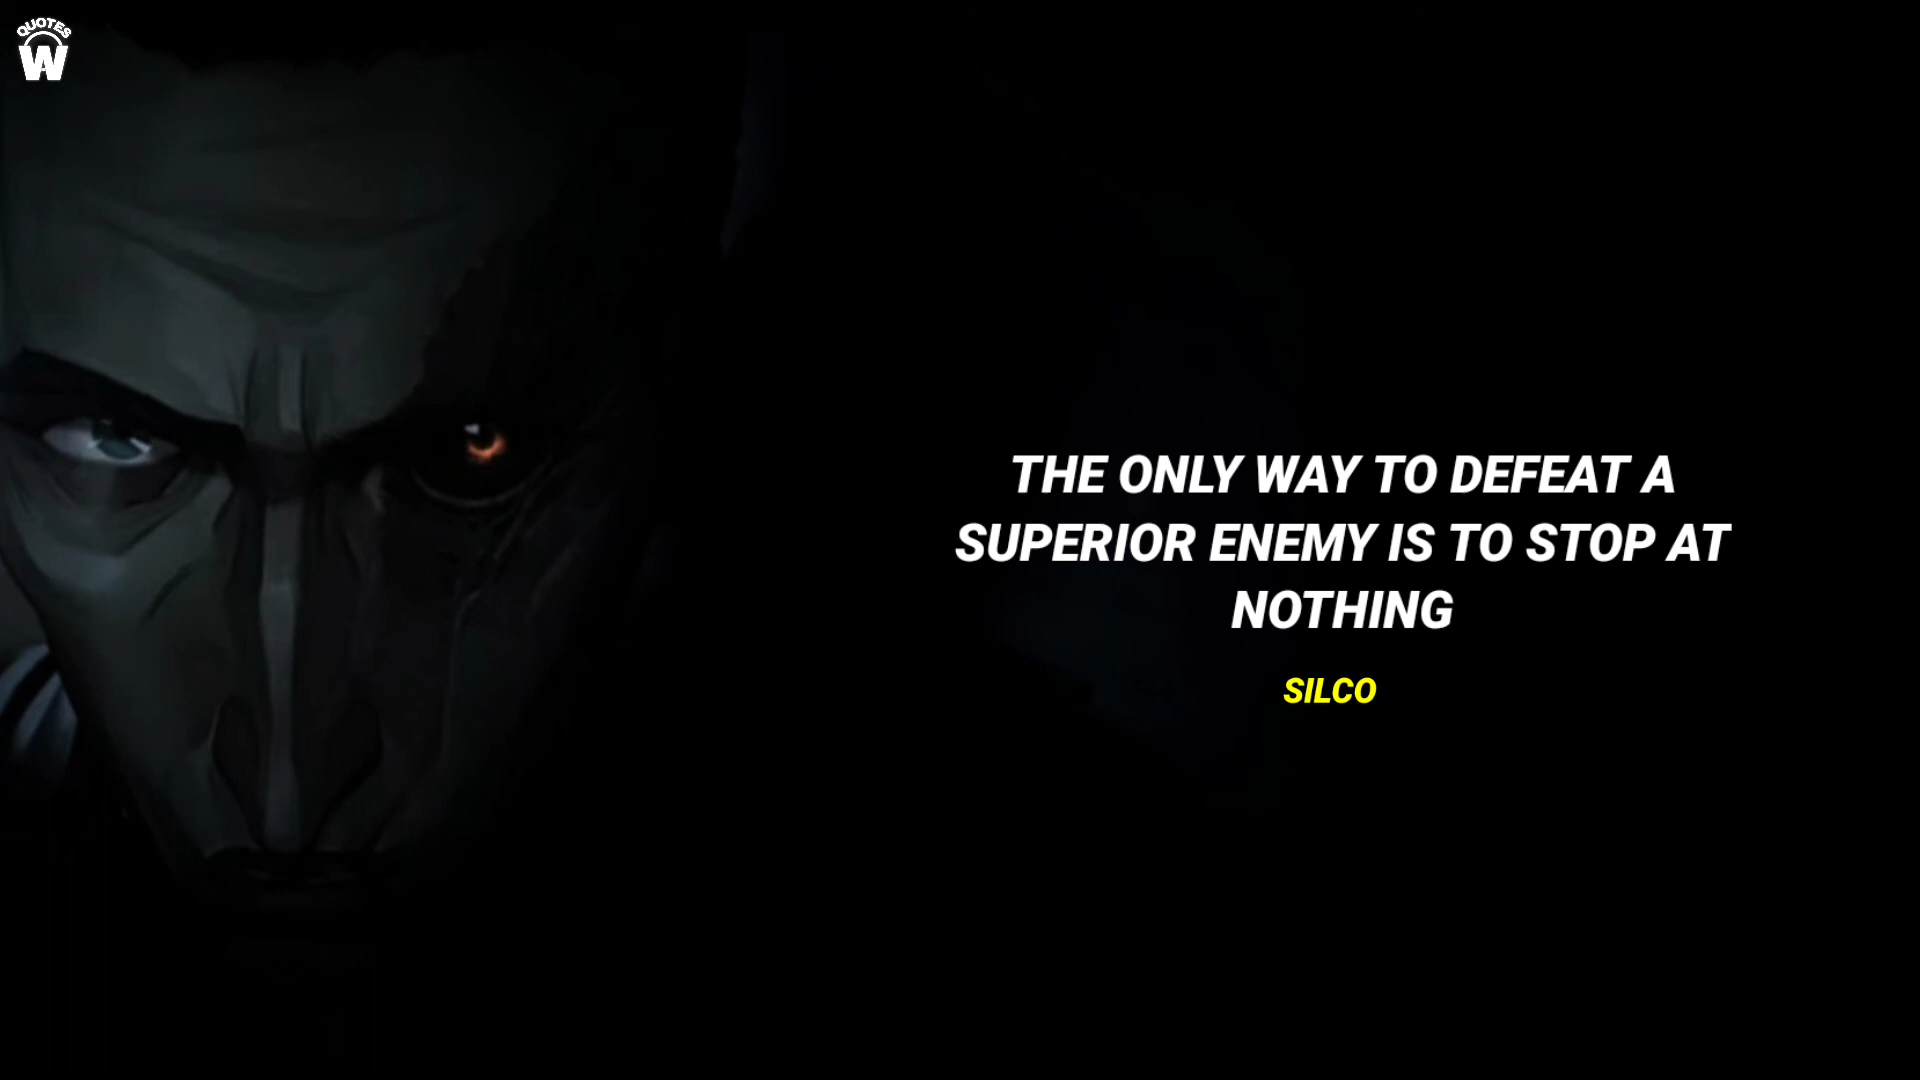 QUOTES
W
THE ONLY WAY TO DEFEAT A
SUPERIOR ENEMY IS TO STOP AT
NOTHING
SILCO